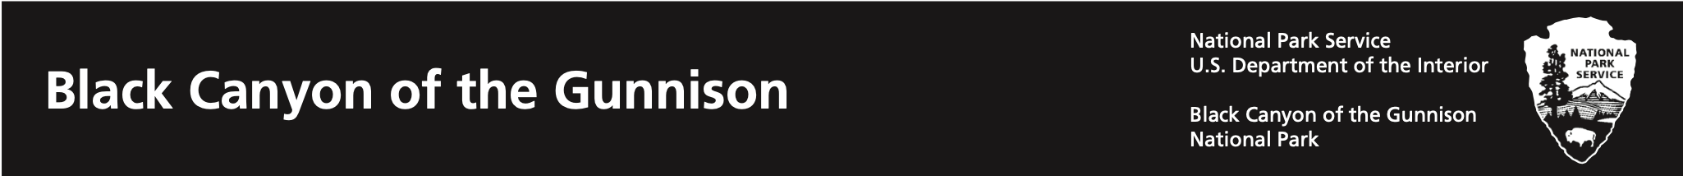 Black Canyon of the Gunnison
National Park Service
U.S. Department of the Interior
Black Canyon of the Gunnison
National Park
NATIONAL
PARK
SERVICE